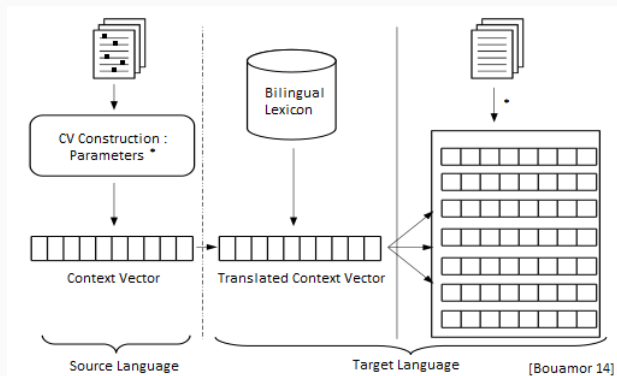 Bilingual
Lexicon
CV Construction :
Parameters *
*
Context Vector
Translated Context Vector
Source Language
Target Language
[Bouamor 14]